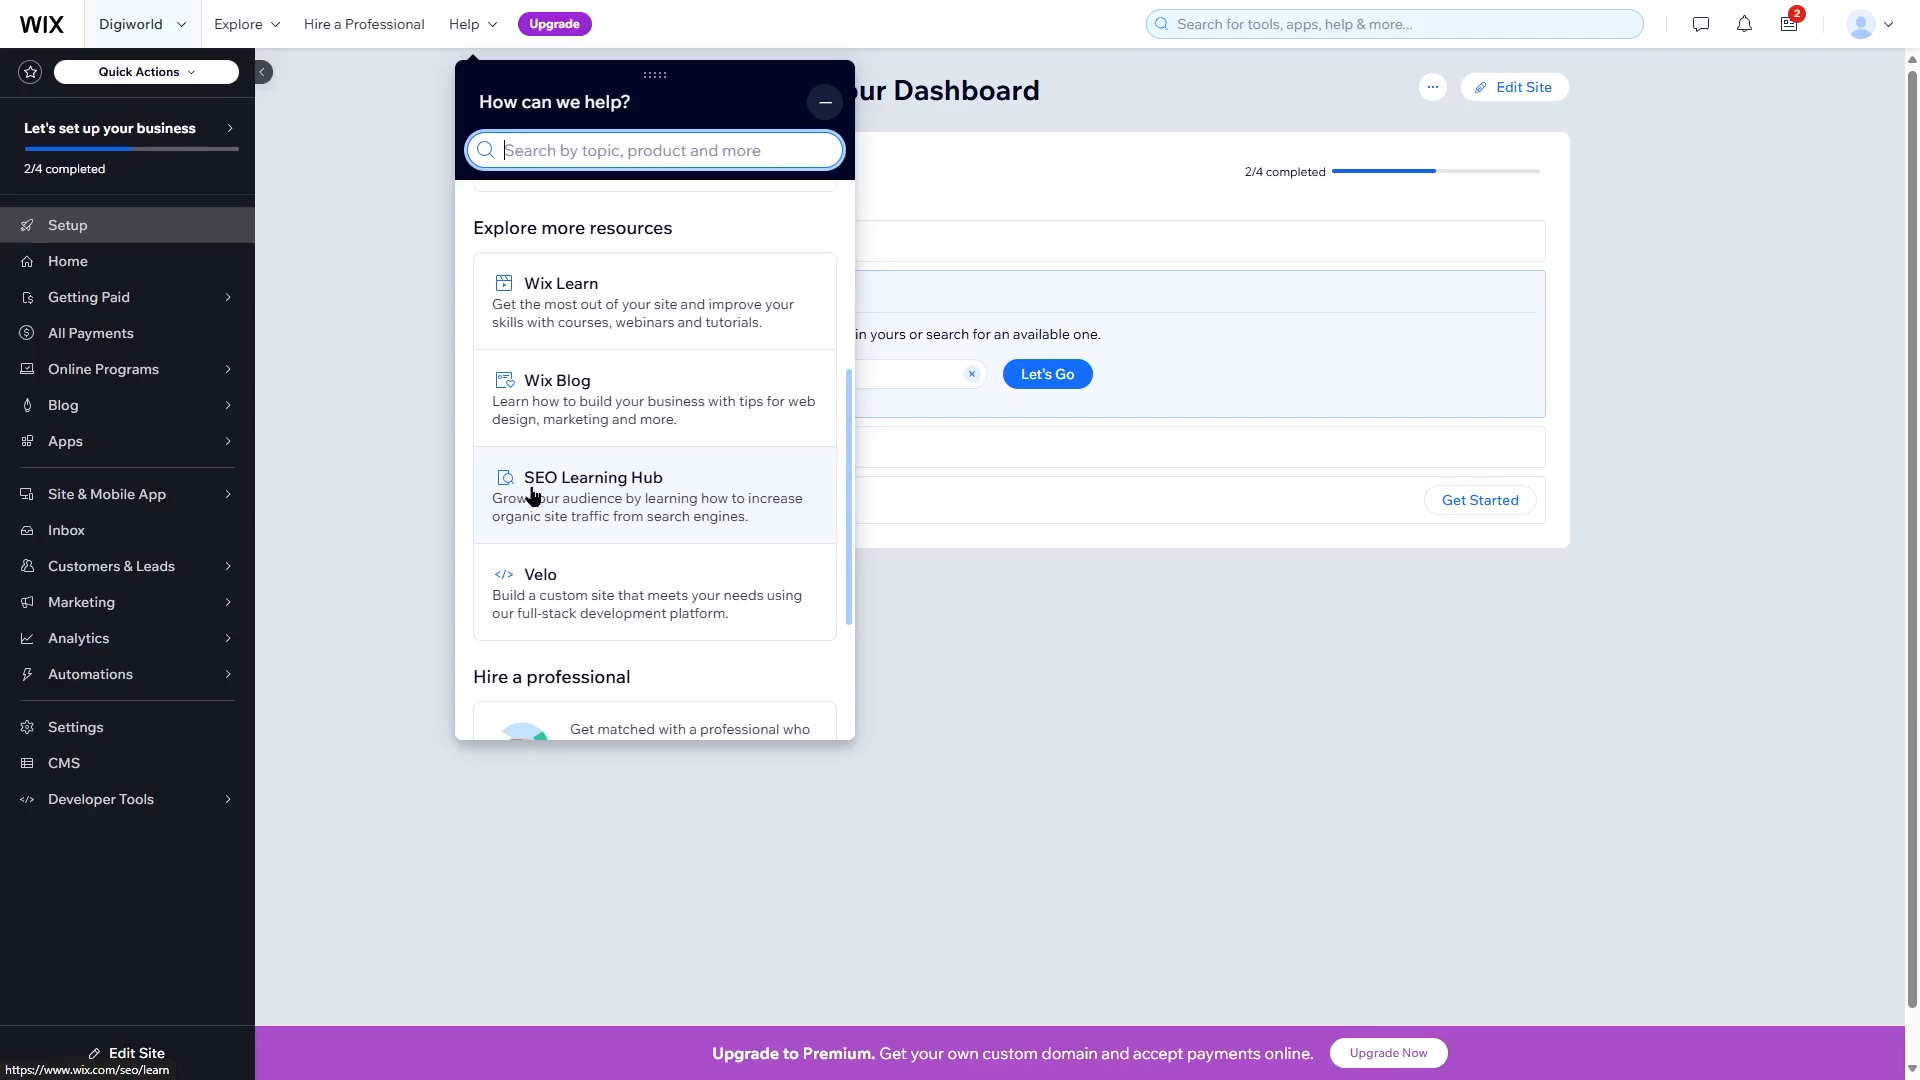 WIX
Digiworld
Explore
Hire a Professional
Help
Upgrade
Search for tools, apps, help & more...
2
Quick Actions
Let's set up your business
2/4 completed
Setup
Home
Getting Paid
All Payments
Online Programs
Blog
Apps
Site & Mobile App
Inbox
Customers & Leads
Marketing
Analytics
Automations
Settings
CMS
Developer Tools
Edit Site
https://www.wix.com/seo/learn
How can we help?
Search by topic, product and more
Explore more resources
Wix Learn
Get the most out of your site and improve your
skills with courses, webinars and tutorials.
Wix Blog
Learn how to build your business with tips for web
design, marketing and more.
SEO Learning Hub
Grow your audience by learning how to increase
organic site traffic from search engines.
</> Velo
Build a custom site that meets your needs using
our full-stack development platform.
Hire a professional
Get matched with a professional who
our Dashboard
Edit Site
2/4 completed
in yours or search for an available one.
Let's Go
Get Started
Upgrade to Premium. Get your own custom domain and accept payments online.
Upgrade Now